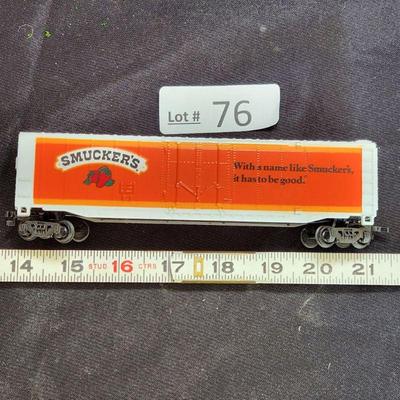 Lot # 76
SMUCKER'S.
With a name like Smucker's,
it has to be good.
14 15 STUD 16 CTRS 17 18 19 20 21